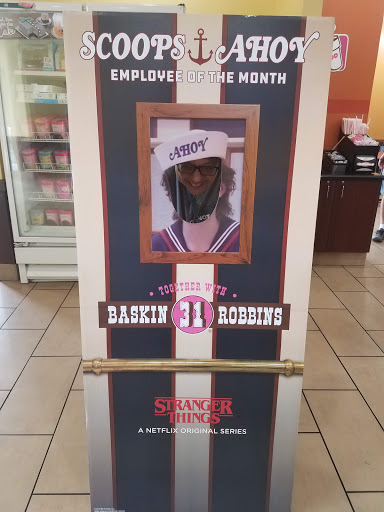 SCOOPS AHOY
EMPLOYEE OF THE MONTH
AHOY
• TOGETHER WITH •
BASKIN 31 ROBBINS
STRANGER
THINGS
A NETFLIX ORIGINAL SERIES